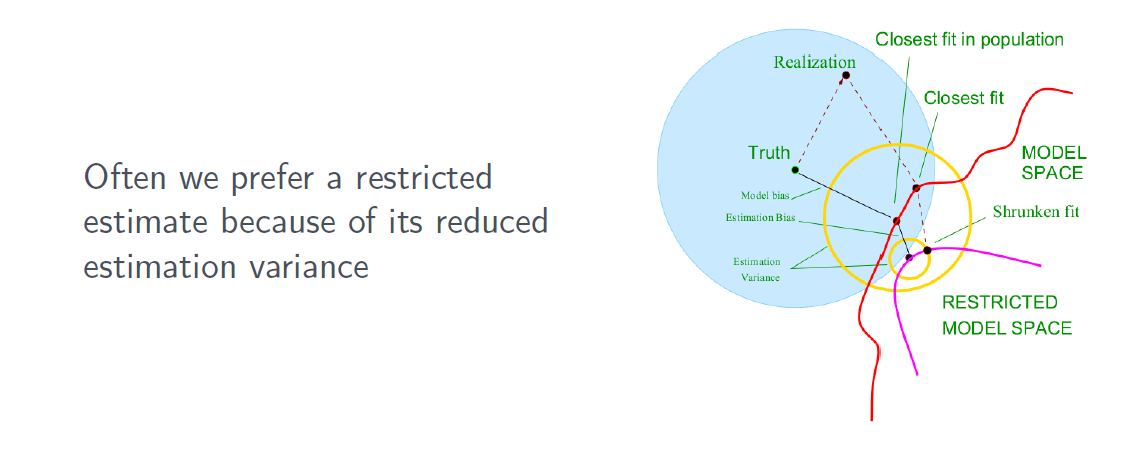 Often we prefer a restricted
estimate because of its reduced
estimation variance
Closest fit in population
Realization
Closest fit
Truth
MODEL
SPACE
Model bias
Shrunken fit
Estimation Bias
Estimation
Variance
RESTRICTED
MODEL SPACE